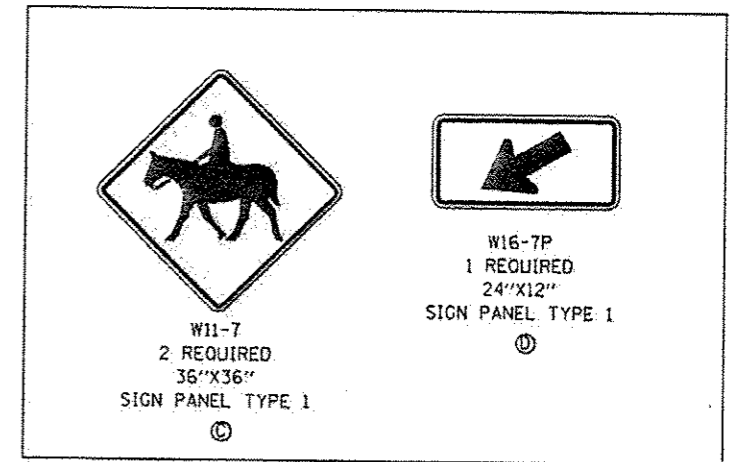 W11-7
2 REQUIRED
36"X36"
SIGN PANEL TYPE 1
Ⓒ
W16-7P
1 REQUIRED
24"X12"
SIGN PANEL TYPE 1
Ⓓ